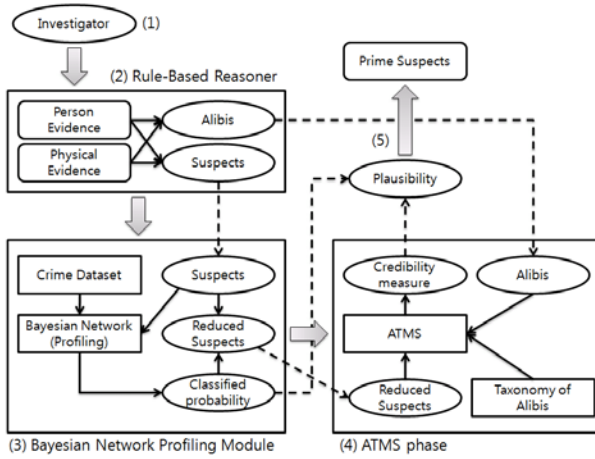 Investigator
(1)
Prime Suspects
(2) Rule-Based Reasoner
Person
Evidence
Alibis
Physical
Evidence
Suspects
(5)
Plausibility
Crime Dataset
Suspects
Bayesian Network
(Profiling)
Reduced
Suspects
Classified
probability
(3) Bayesian Network Profiling Module
Credibility
measure
Alibis
ATMS
Reduced
Suspects
Taxonomy of
Alibis
(4) ATMS phase